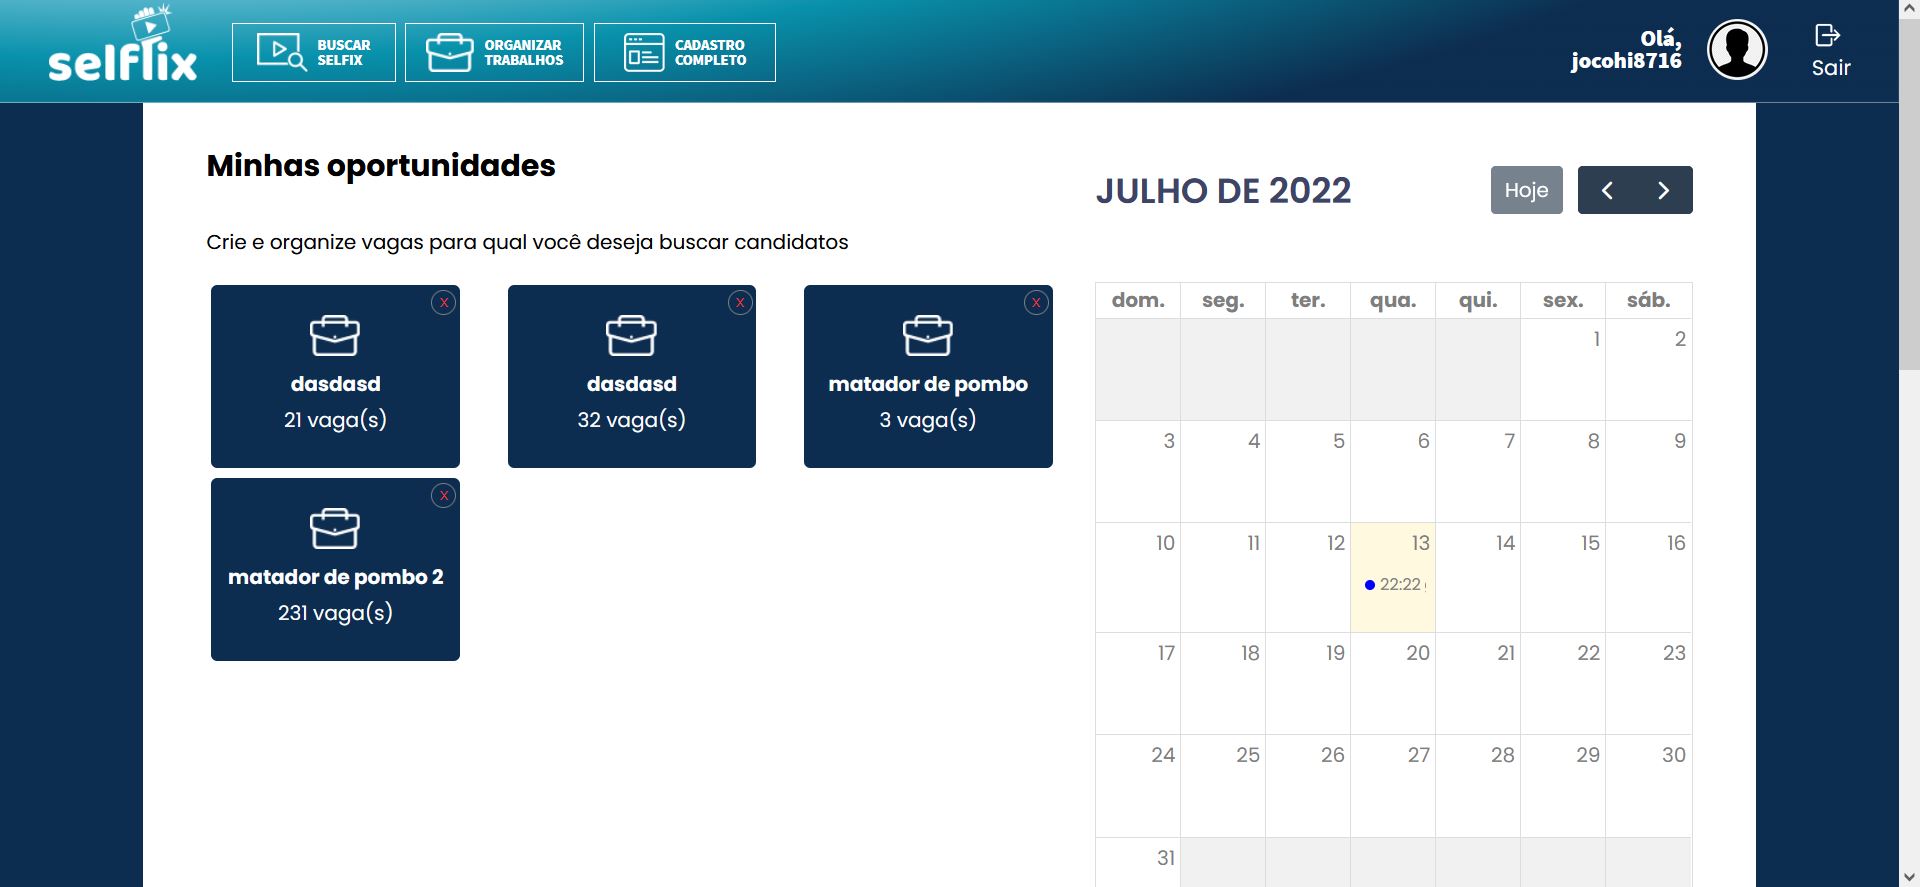 selflix
BUSCAR
SELFIX
ORGANIZAR
TRABALHOS
CADASTRO
COMPLETO
Olá,
jocohi8716
Sair
Minhas oportunidades
Crie e organize vagas para qual você deseja buscar candidatos
X
dasdasd
21 vaga(s)
X
dasdasd
32 vaga(s)
X
matador de pombo
3 vaga(s)
X
matador de pombo 2
231 vaga(s)
JULHO DE 2022
Hoje
dom. seg. ter. qua. qui. sex. sáb.
1 2
3 4 5 6 7 8 9
10 11 12 13 14 15 16
22:22
17 18 19 20 21 22 23
24 25 26 27 28 29 30
31